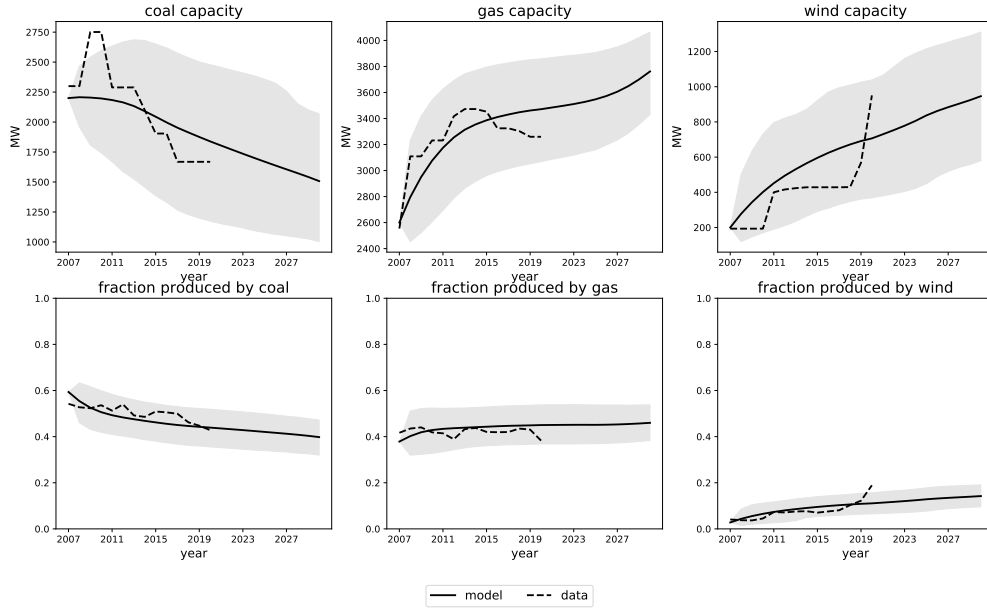 coal capacity
MW
2750
2500
2250
2000
1750
1500
1250
1000
2007 2011 2015 2019 2023 2027
year
gas capacity
MW
4000
3800
3600
3400
3200
3000
2800
2600
2400
2007 2011 2015 2019 2023 2027
year
wind capacity
MW
1200
1000
800
600
400
200
2007 2011 2015 2019 2023 2027
year
fraction produced by coal
1.0
0.8
0.6
0.4
0.2
0.0
2007 2011 2015 2019 2023 2027
year
fraction produced by gas
1.0
0.8
0.6
0.4
0.2
0.0
2007 2011 2015 2019 2023 2027
year
fraction produced by wind
1.0
0.8
0.6
0.4
0.2
0.0
2007 2011 2015 2019 2023 2027
year
model data